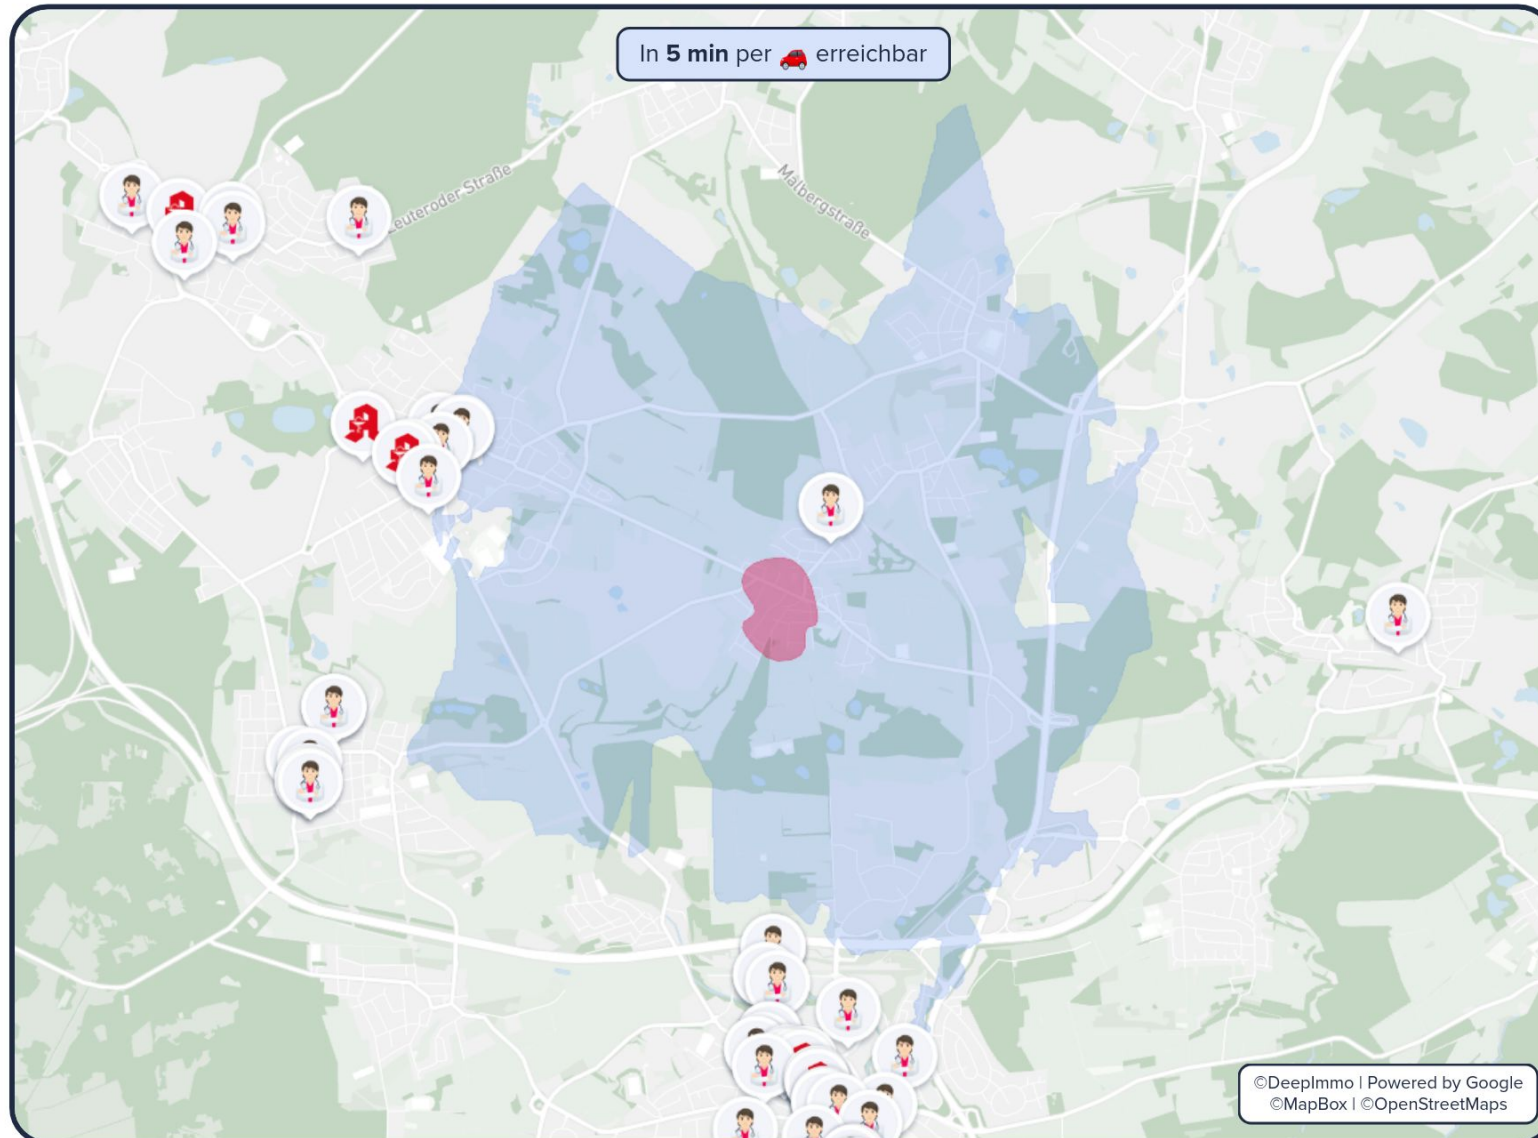 In 5 min per 🚗 erreichbar
Malbergstraße
euteroder Straße
©DeepImmo | Powered by Google
©MapBox | ©OpenStreetMaps